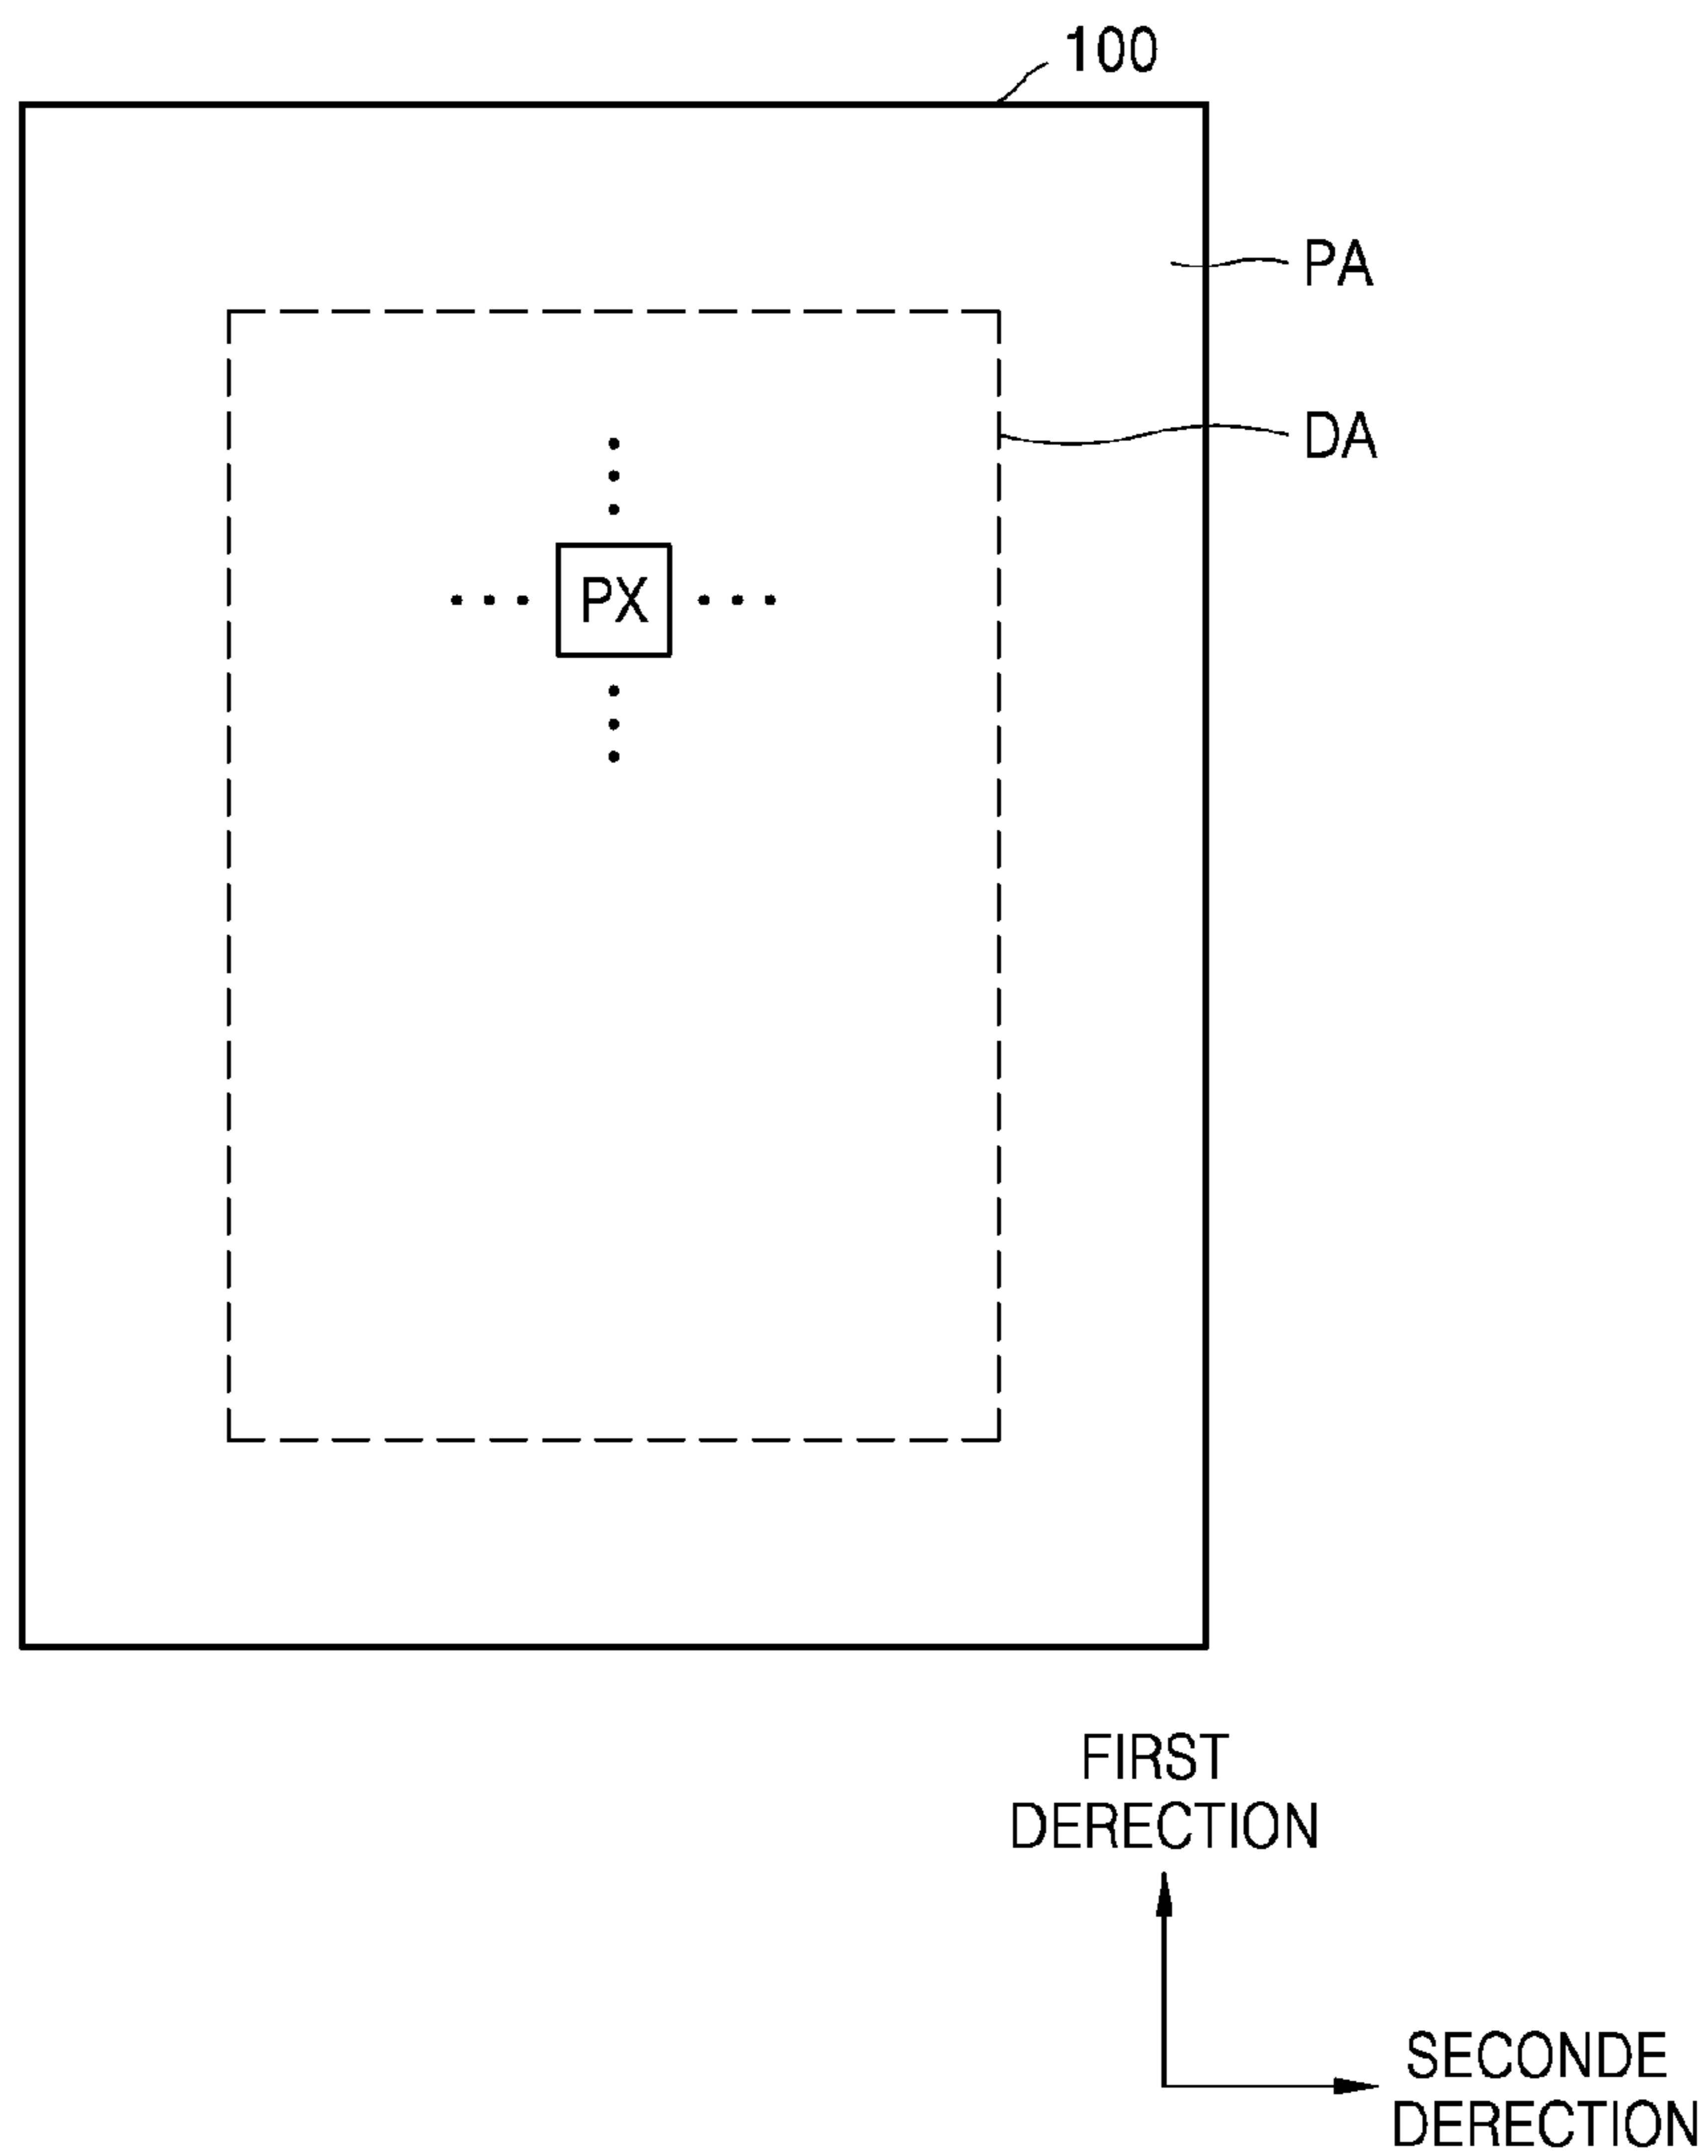 100
PA
DA
PX
FIRST
DERECTION
SECONDE
DERECTION